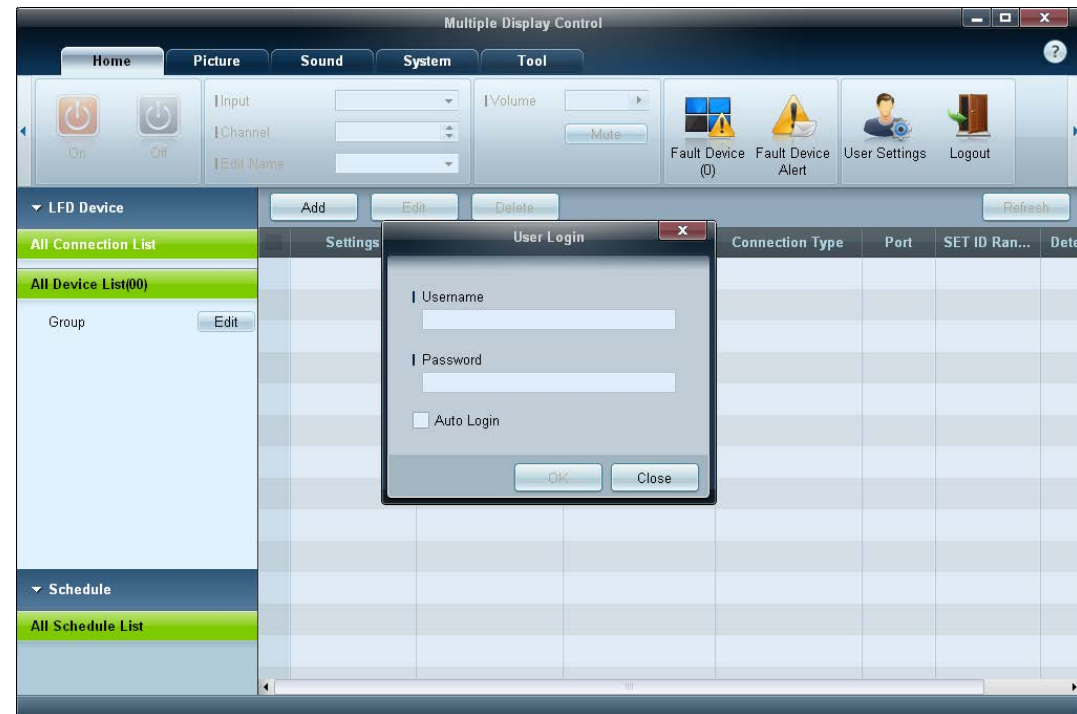 Multiple Display Control
Home Picture Sound System Tool
?
Input
Channel
Edit Name
On Off
Volume
Mute
Fault Device (0)
Fault Device Alert
User Settings
Logout
LFD Device
Add Edit Delete Refresh
All Connection List
Settings Connection Type Port SET ID Ran... Dete
All Device List(00)
Group Edit
User Login
Username
Password
Auto Login
OK Close
Schedule
All Schedule List